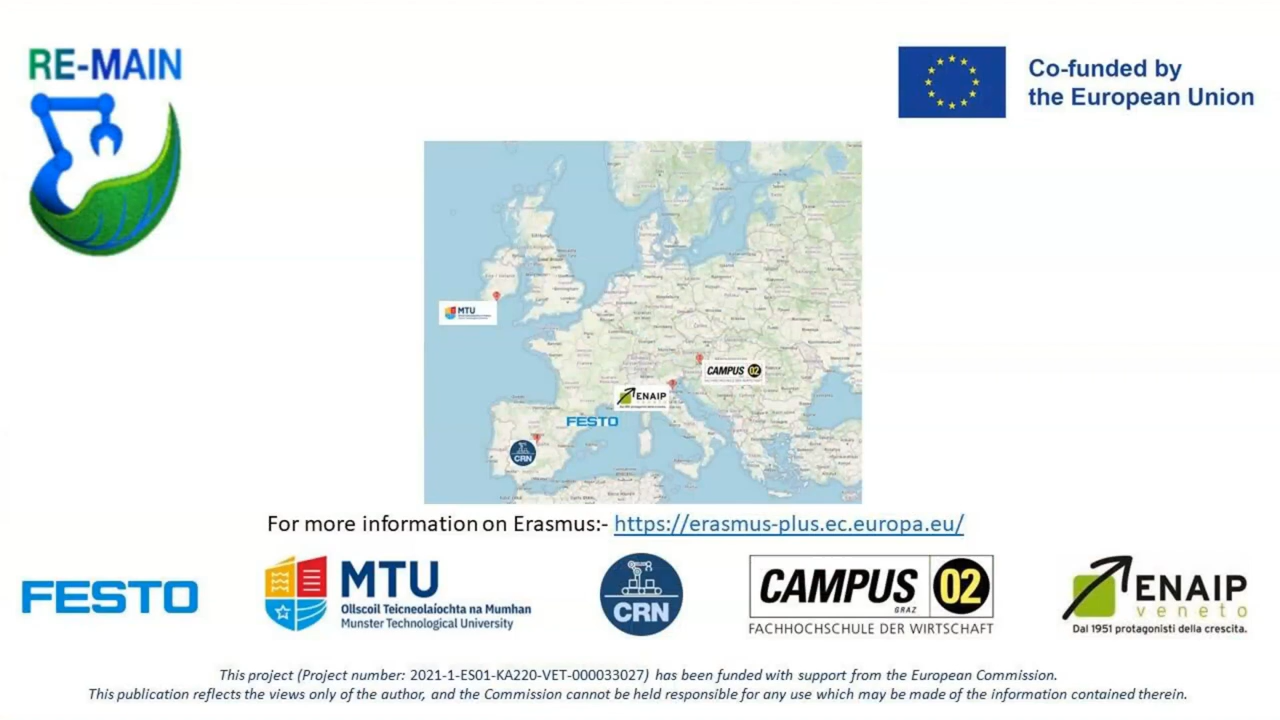 RE-MAIN
Co-funded by
the European Union
MTU
CAMPUS 02
ENAIP
FESTO
CRN
For more information on Erasmus:- https://erasmus-plus.ec.europa.eu/
FESTO
MTU
Ollscoil Teicneolaíochta na Mumhan
Munster Technological University
CRN
CAMPUS 02
GRAZ
FACHHOCHSCHULE DER WIRTSCHAFT
ENAIP
veneto
Dal 1951 protagonisti della crescita.
This project (Project number: 2021-1-ES01-KA220-VET-000033027) has been funded with support from the European Commission.
This publication reflects the views only of the author, and the Commission cannot be held responsible for any use which may be made of the information contained therein.